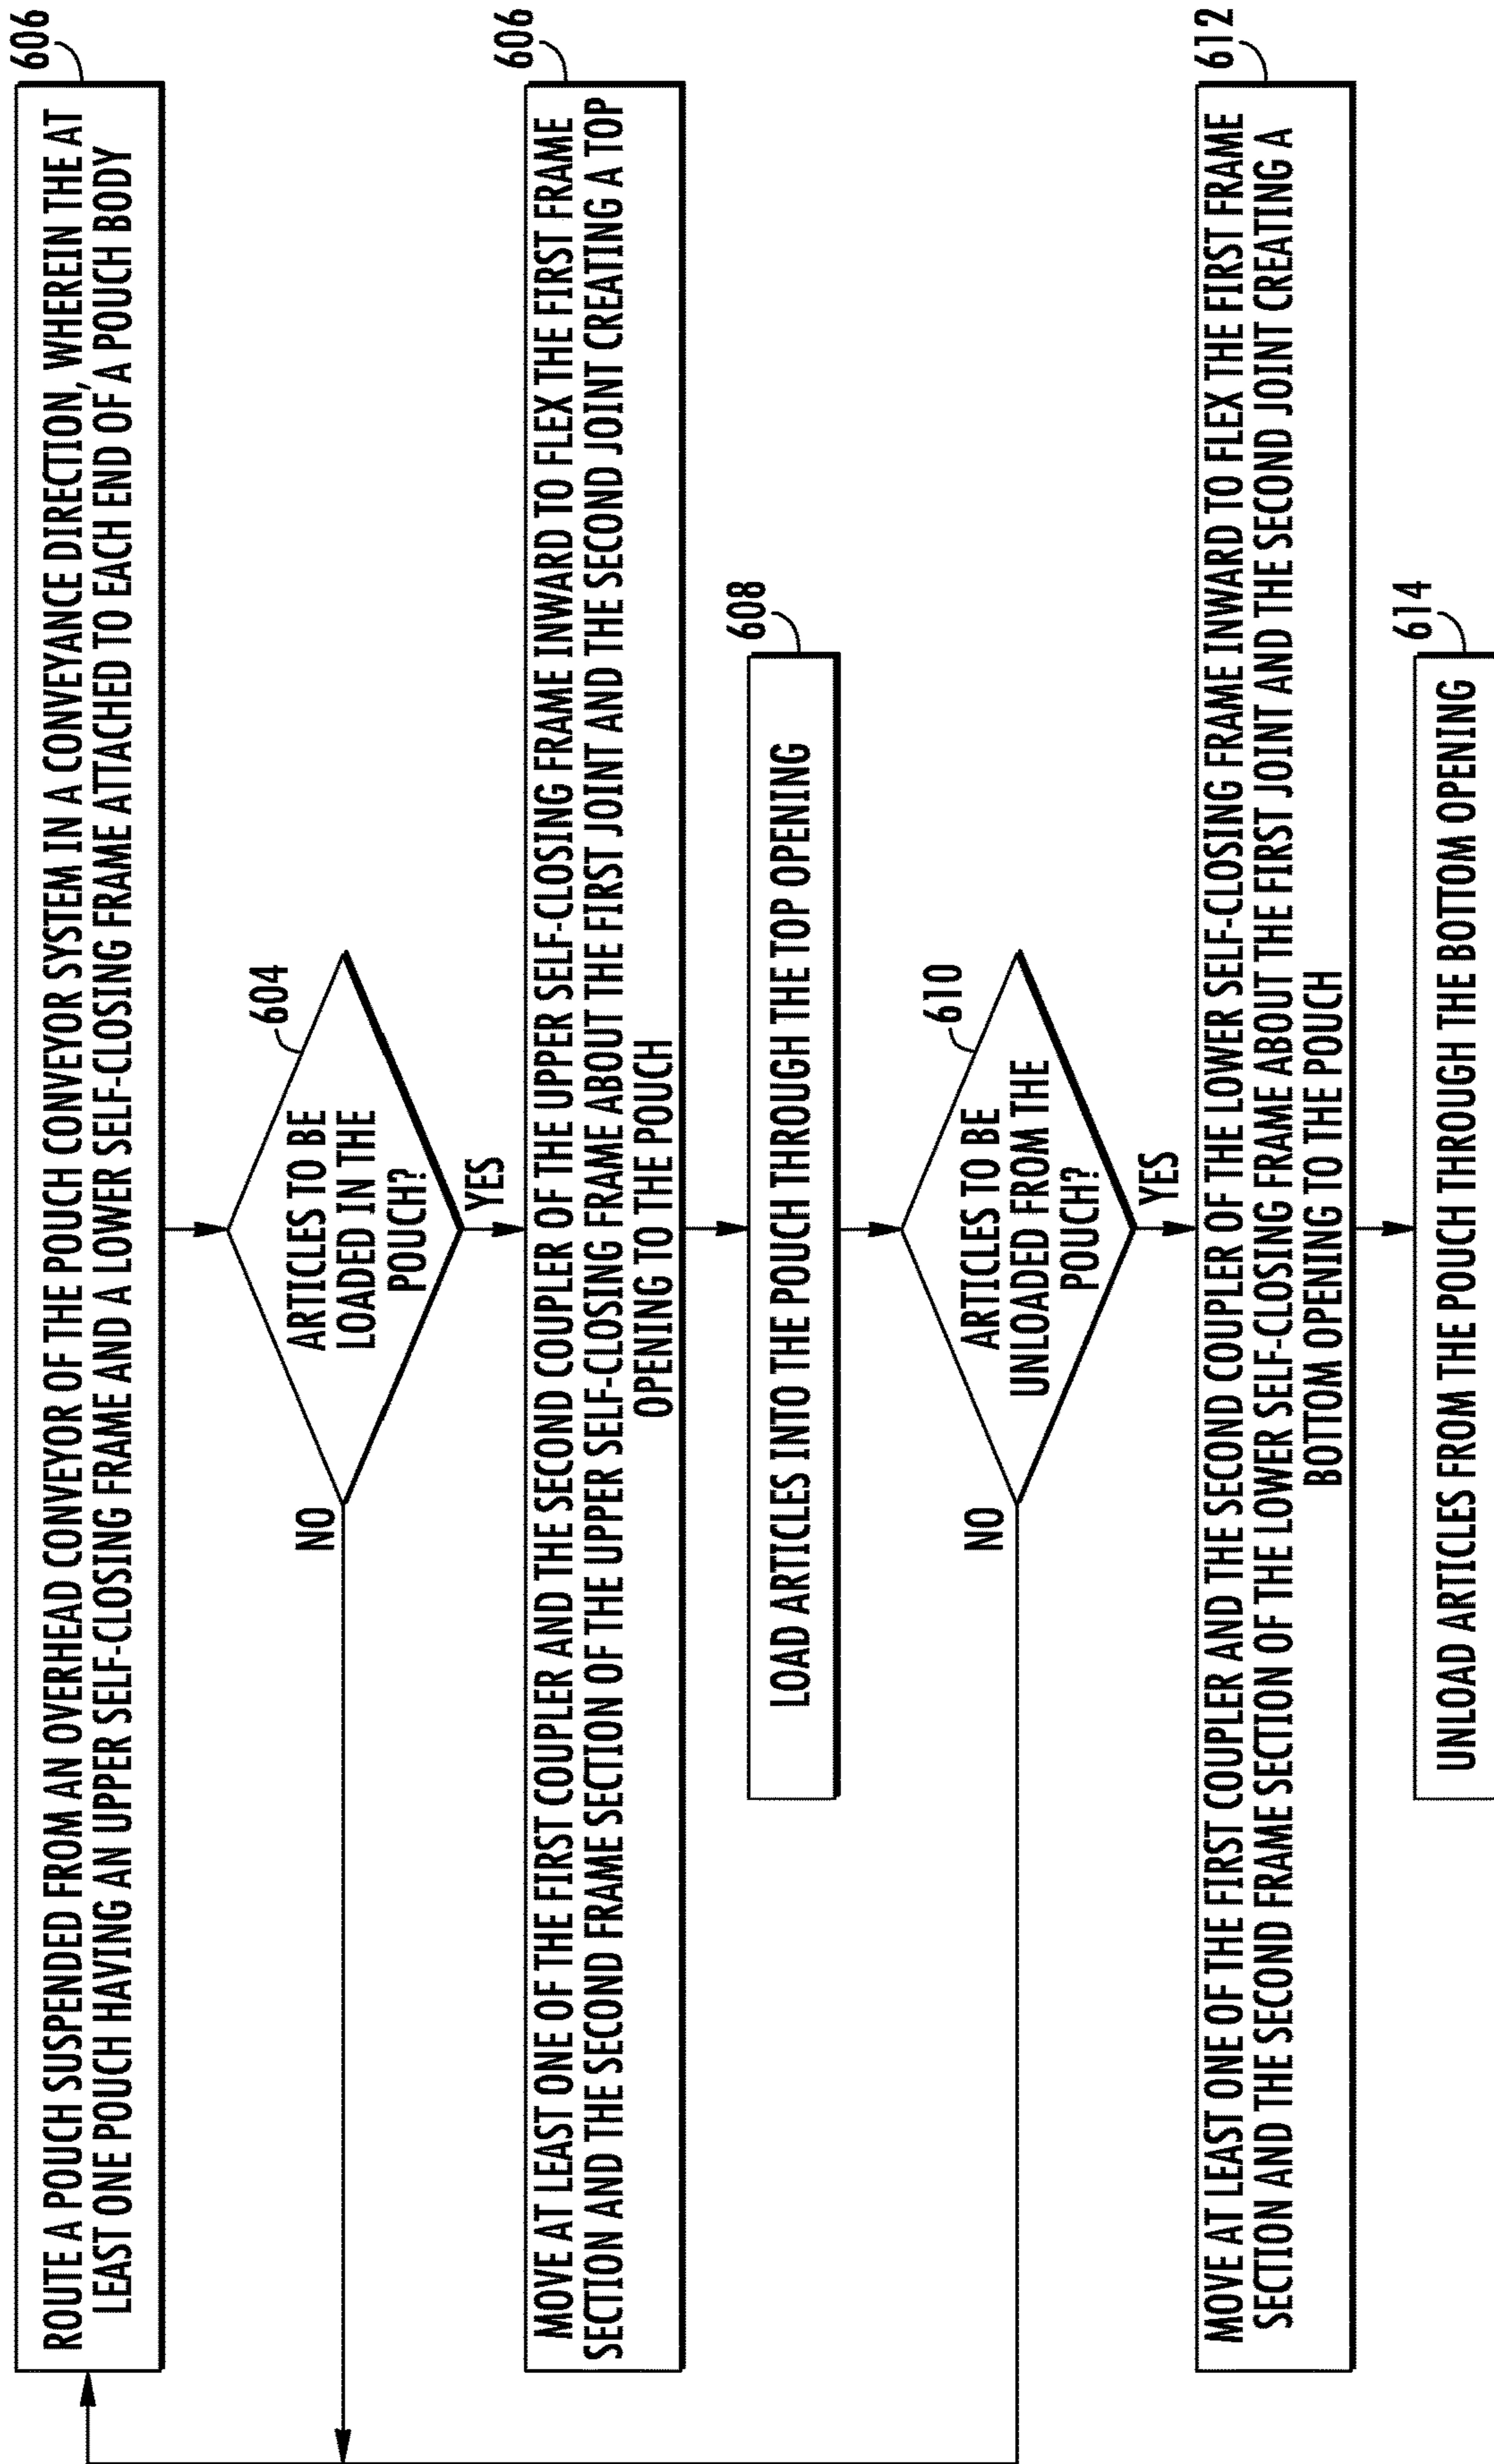 606
ROUTE A POUCH SUSPENDED FROM AN OVERHEAD CONVEYOR OF THE POUCH CONVEYOR SYSTEM IN A CONVEYANCE DIRECTION, WHEREIN THE AT
LEAST ONE POUCH HAVING AN UPPER SELF-CLOSING FRAME AND A LOWER SELF-CLOSING FRAME ATTACHED TO EACH END OF A POUCH BODY
604
ARTICLES TO BE
LOADED IN THE
POUCH?
NO
YES
606
MOVE AT LEAST ONE OF THE FIRST COUPLER AND THE SECOND COUPLER OF THE UPPER SELF-CLOSING FRAME INWARD TO FLEX THE FIRST FRAME
SECTION AND THE SECOND FRAME SECTION OF THE UPPER SELF-CLOSING FRAME ABOUT THE FIRST JOINT AND THE SECOND JOINT CREATING A TOP
OPENING TO THE POUCH
608
LOAD ARTICLES INTO THE POUCH THROUGH THE TOP OPENING
610
ARTICLES TO BE
UNLOADED FROM THE
POUCH?
NO
YES
612
MOVE AT LEAST ONE OF THE FIRST COUPLER AND THE SECOND COUPLER OF THE LOWER SELF-CLOSING FRAME INWARD TO FLEX THE FIRST FRAME
SECTION AND THE SECOND FRAME SECTION OF THE LOWER SELF-CLOSING FRAME ABOUT THE FIRST JOINT AND THE SECOND JOINT CREATING A
BOTTOM OPENING TO THE POUCH
614
UNLOAD ARTICLES FROM THE POUCH THROUGH THE BOTTOM OPENING